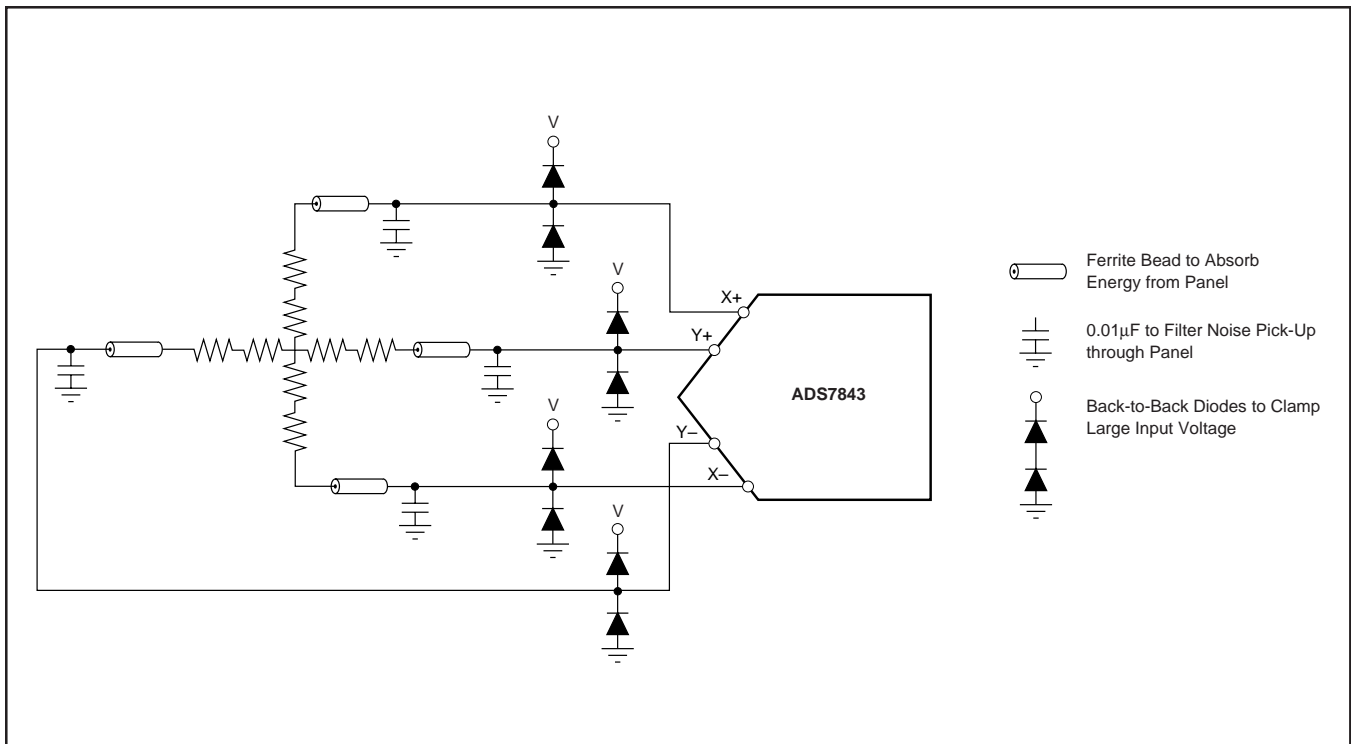 V
V
X+
Y+
ADS7843
V
Y–
X–
V
Ferrite Bead to Absorb
Energy from Panel
0.01µF to Filter Noise Pick-Up
through Panel
Back-to-Back Diodes to Clamp
Large Input Voltage